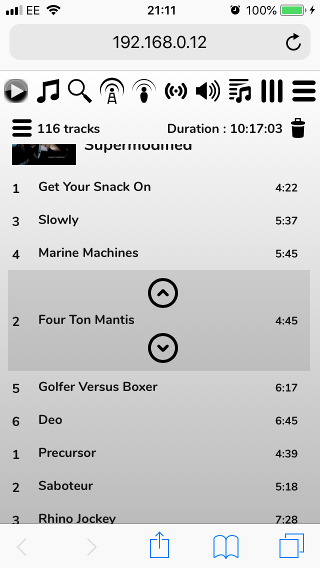 EE 21:11 100%
192.168.0.12
116 tracks Duration : 10:17:03
Supermodified
1 Get Your Snack On 4:22
3 Slowly 5:37
4 Marine Machines 5:45
2 Four Ton Mantis 4:45
5 Golfer Versus Boxer 6:17
6 Deo 6:45
1 Precursor 4:39
2 Saboteur 5:18
3 Rhino Jockey 7:28